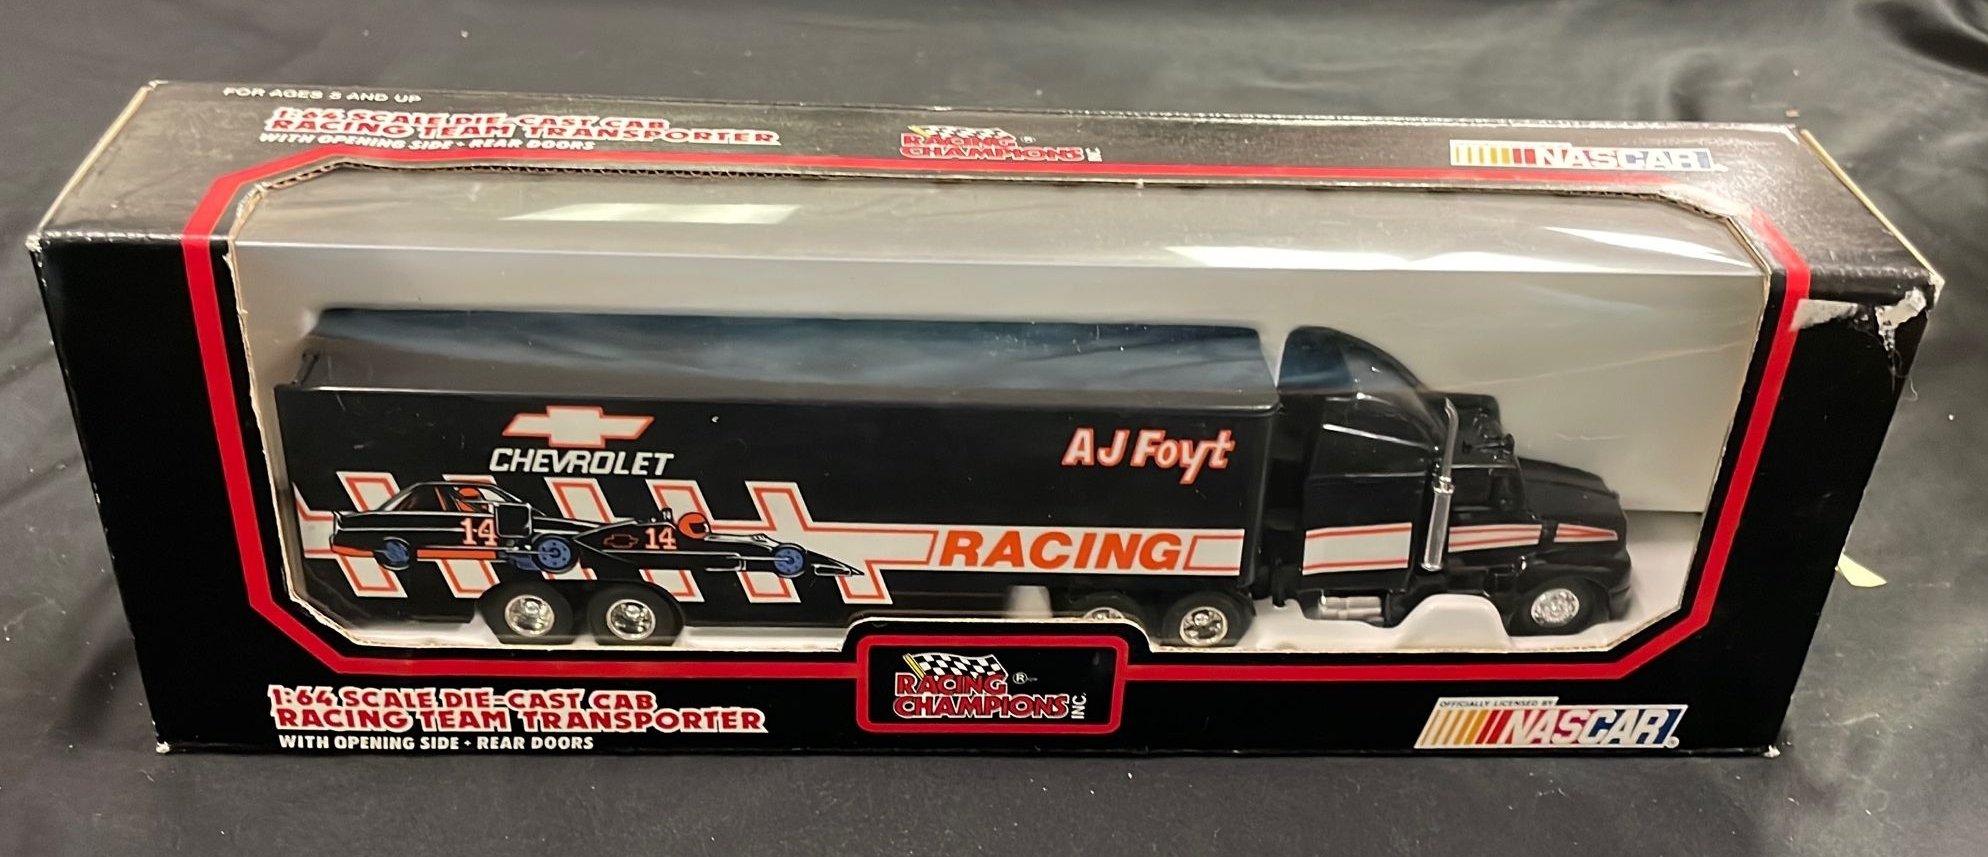 FOR AGES 5 AND UP
1:64 SCALE DIE-CAST CAB
RACING TEAM TRANSPORTER
WITH OPENING SIDE + REAR DOORS
RACING ®
CHAMPIONS INC.
NASCAR
CHEVROLET
AJ Foyt
14
14
14
RACING
1:64 SCALE DIE-CAST CAB
RACING TEAM TRANSPORTER
WITH OPENING SIDE + REAR DOORS
RACING ®
CHAMPIONS INC.
OFFICIALLY LICENSED BY
NASCAR®